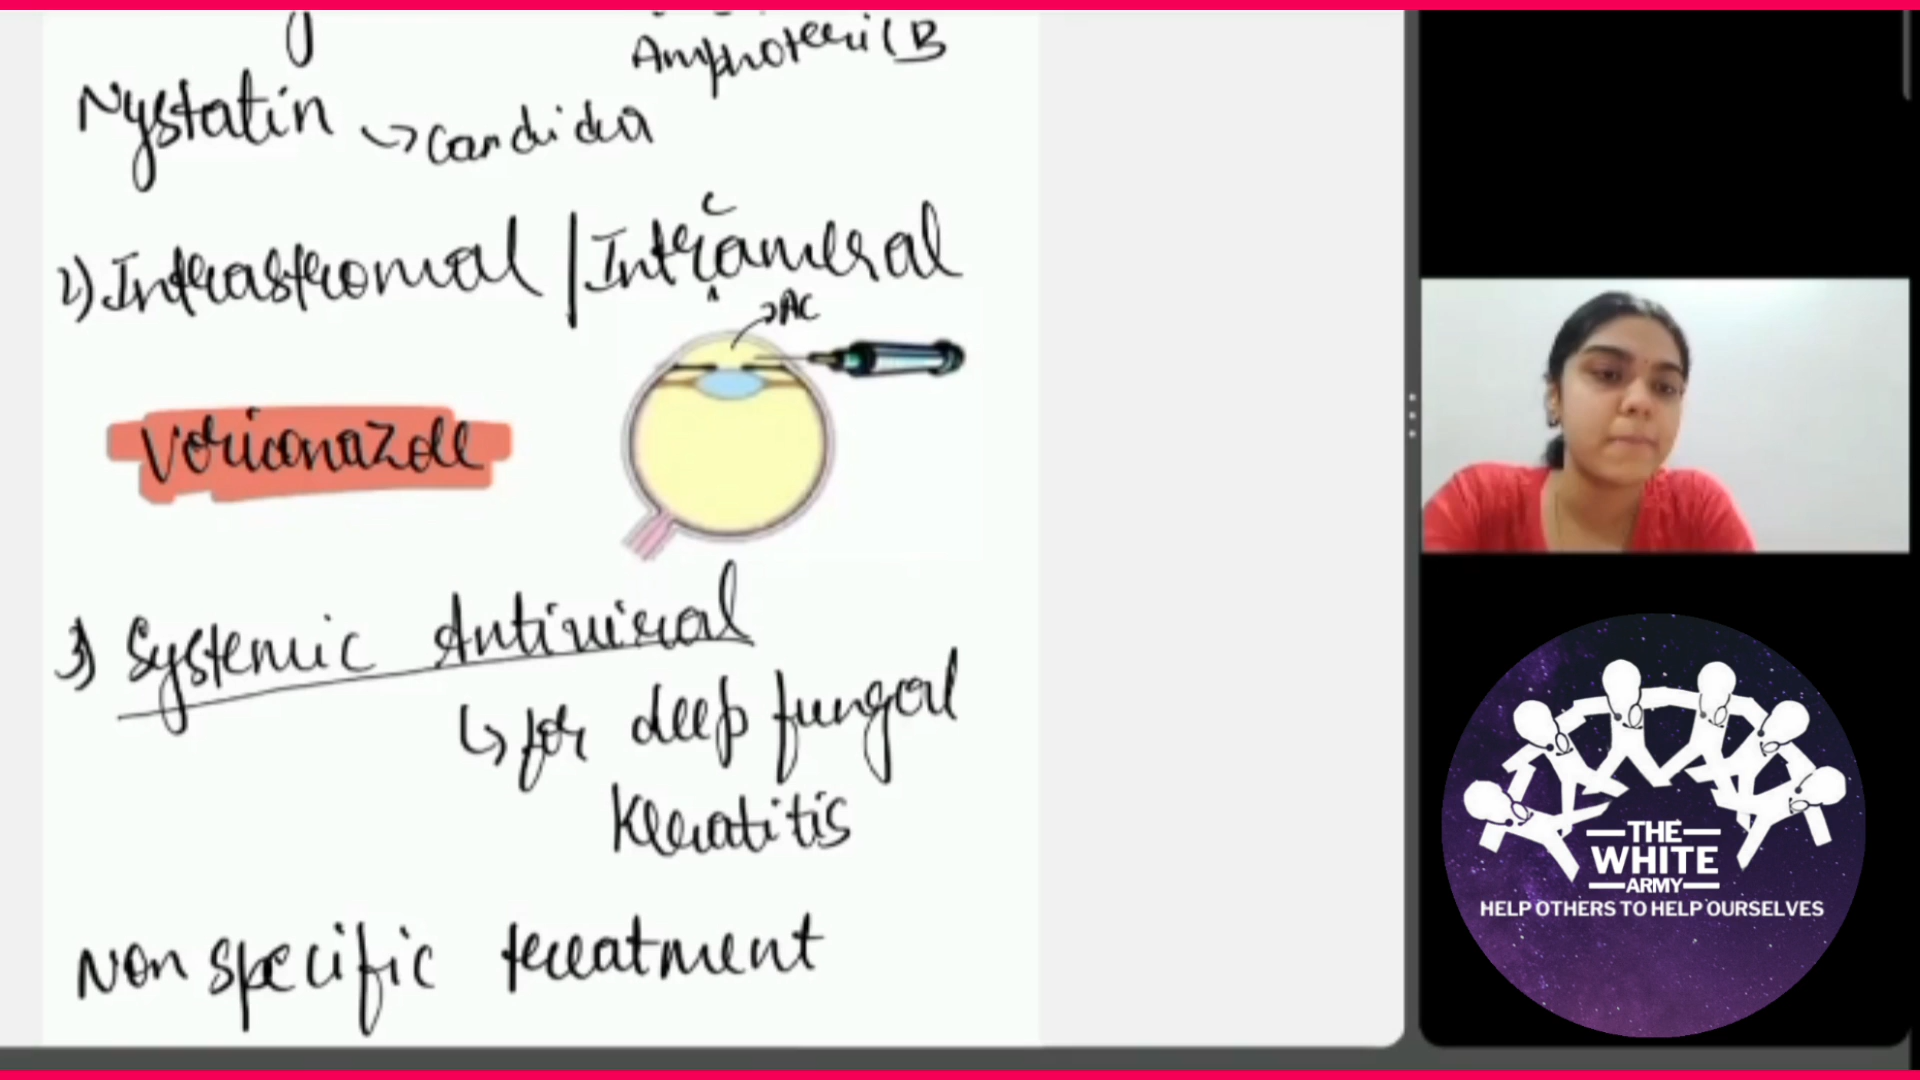 AmphotericB
Nystatin → Candida
2) Intrastromal | Intracameral
→AC
Voriconazole
3) Systemic Antiviral
↳ for deep fungal
Keratitis
Non specific treatment
THE
WHITE
ARMY
HELP OTHERS TO HELP OURSELVES